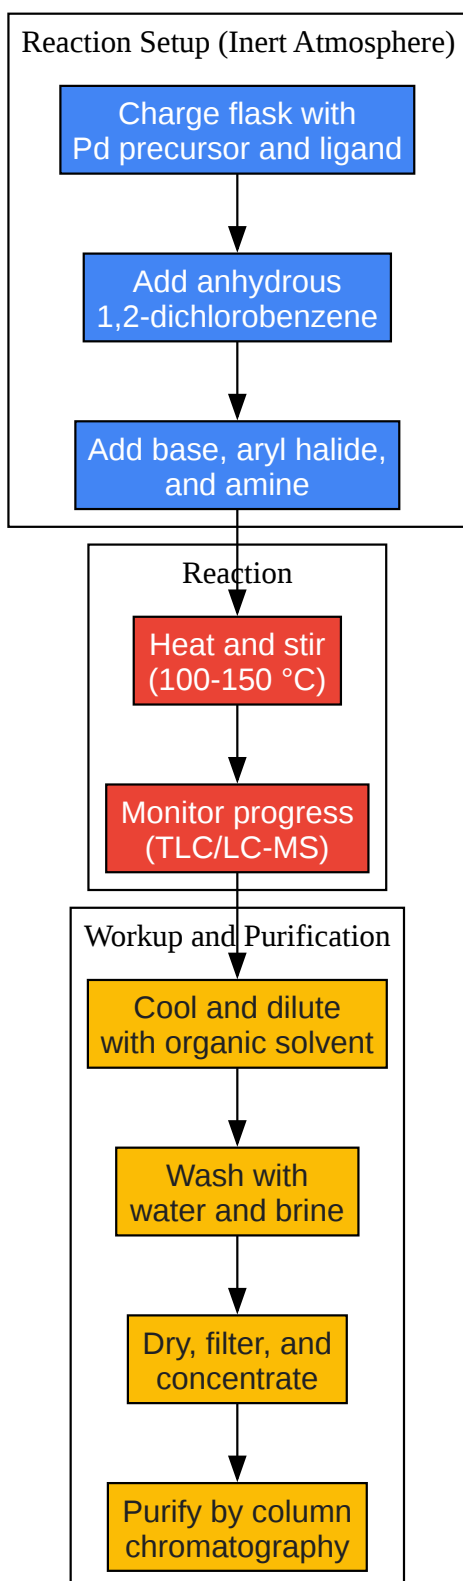 Reaction Setup (Inert Atmosphere)
Charge flask with
Pd precursor and ligand
Add anhydrous
1,2-dichlorobenzene
Add base, aryl halide,
and amine
Reaction
Heat and stir
(100-150 °C)
Monitor progress
(TLC/LC-MS)
Workup and Purification
Cool and dilute
with organic solvent
Wash with
water and brine
Dry, filter, and
concentrate
Purify by column
chromatography